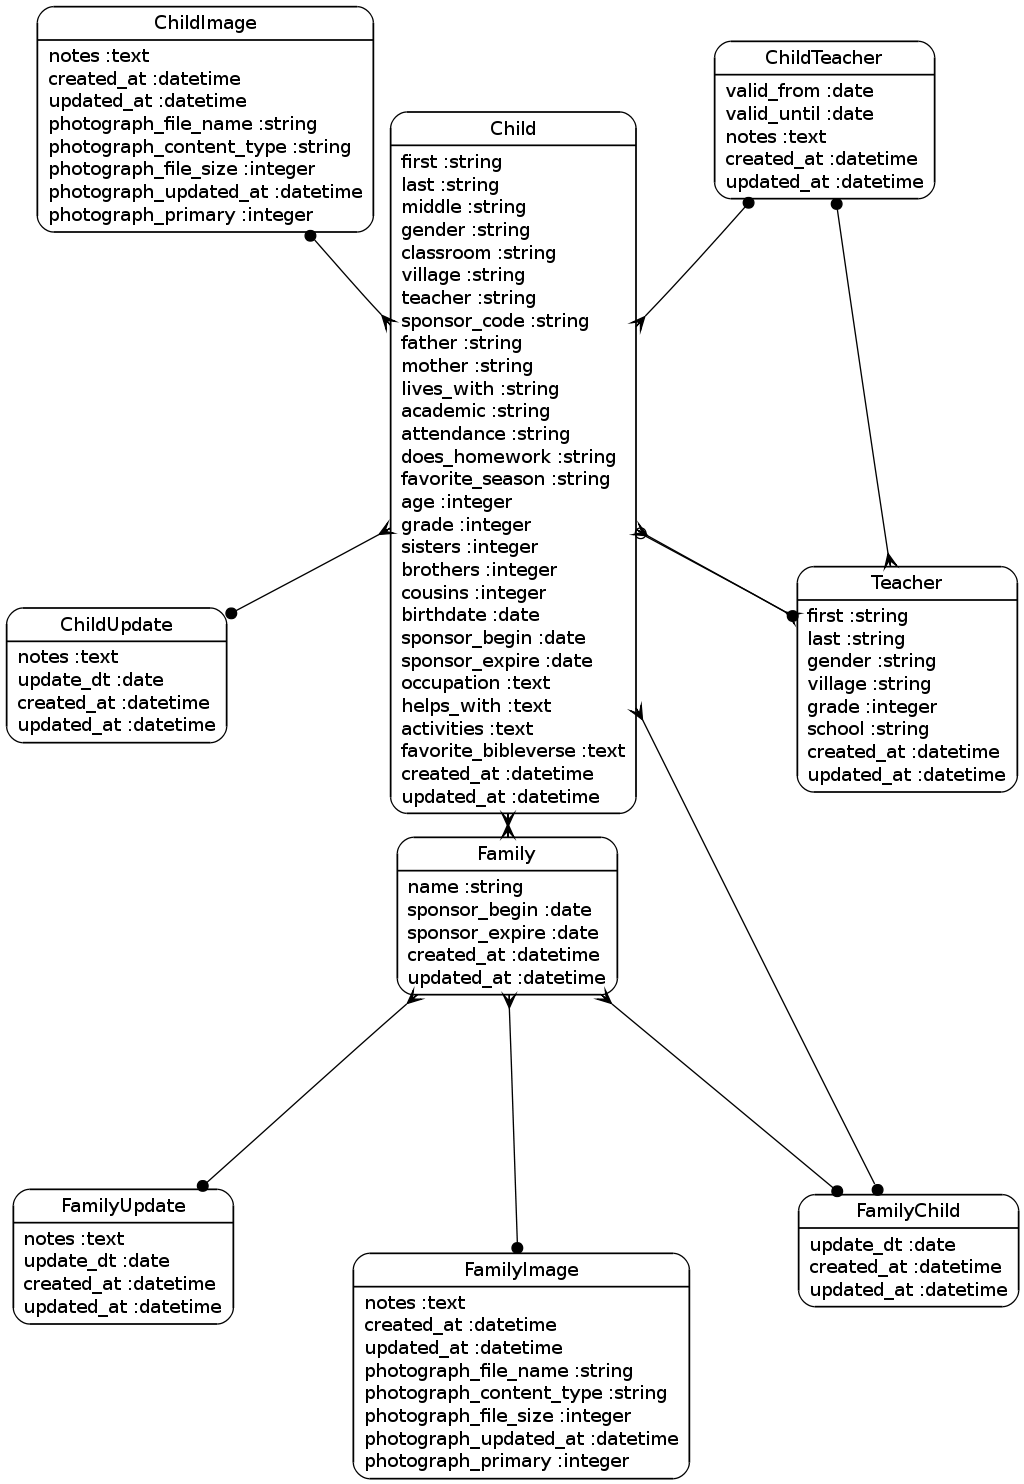 ChildImage
notes :text
created_at :datetime
updated_at :datetime
photograph_file_name :string
photograph_content_type :string
photograph_file_size :integer
photograph_updated_at :datetime
photograph_primary :integer
ChildTeacher
valid_from :date
valid_until :date
notes :text
created_at :datetime
updated_at :datetime
Child
first :string
last :string
middle :string
gender :string
classroom :string
village :string
teacher :string
sponsor_code :string
father :string
mother :string
lives_with :string
academic :string
attendance :string
does_homework :string
favorite_season :string
age :integer
grade :integer
sisters :integer
brothers :integer
cousins :integer
birthdate :date
sponsor_begin :date
sponsor_expire :date
occupation :text
helps_with :text
activities :text
favorite_bibleverse :text
created_at :datetime
updated_at :datetime
ChildUpdate
notes :text
update_dt :date
created_at :datetime
updated_at :datetime
Teacher
first :string
last :string
gender :string
village :string
grade :integer
school :string
created_at :datetime
updated_at :datetime
Family
name :string
sponsor_begin :date
sponsor_expire :date
created_at :datetime
updated_at :datetime
FamilyUpdate
notes :text
update_dt :date
created_at :datetime
updated_at :datetime
FamilyImage
notes :text
created_at :datetime
updated_at :datetime
photograph_file_name :string
photograph_content_type :string
photograph_file_size :integer
photograph_updated_at :datetime
photograph_primary :integer
FamilyChild
update_dt :date
created_at :datetime
updated_at :datetime